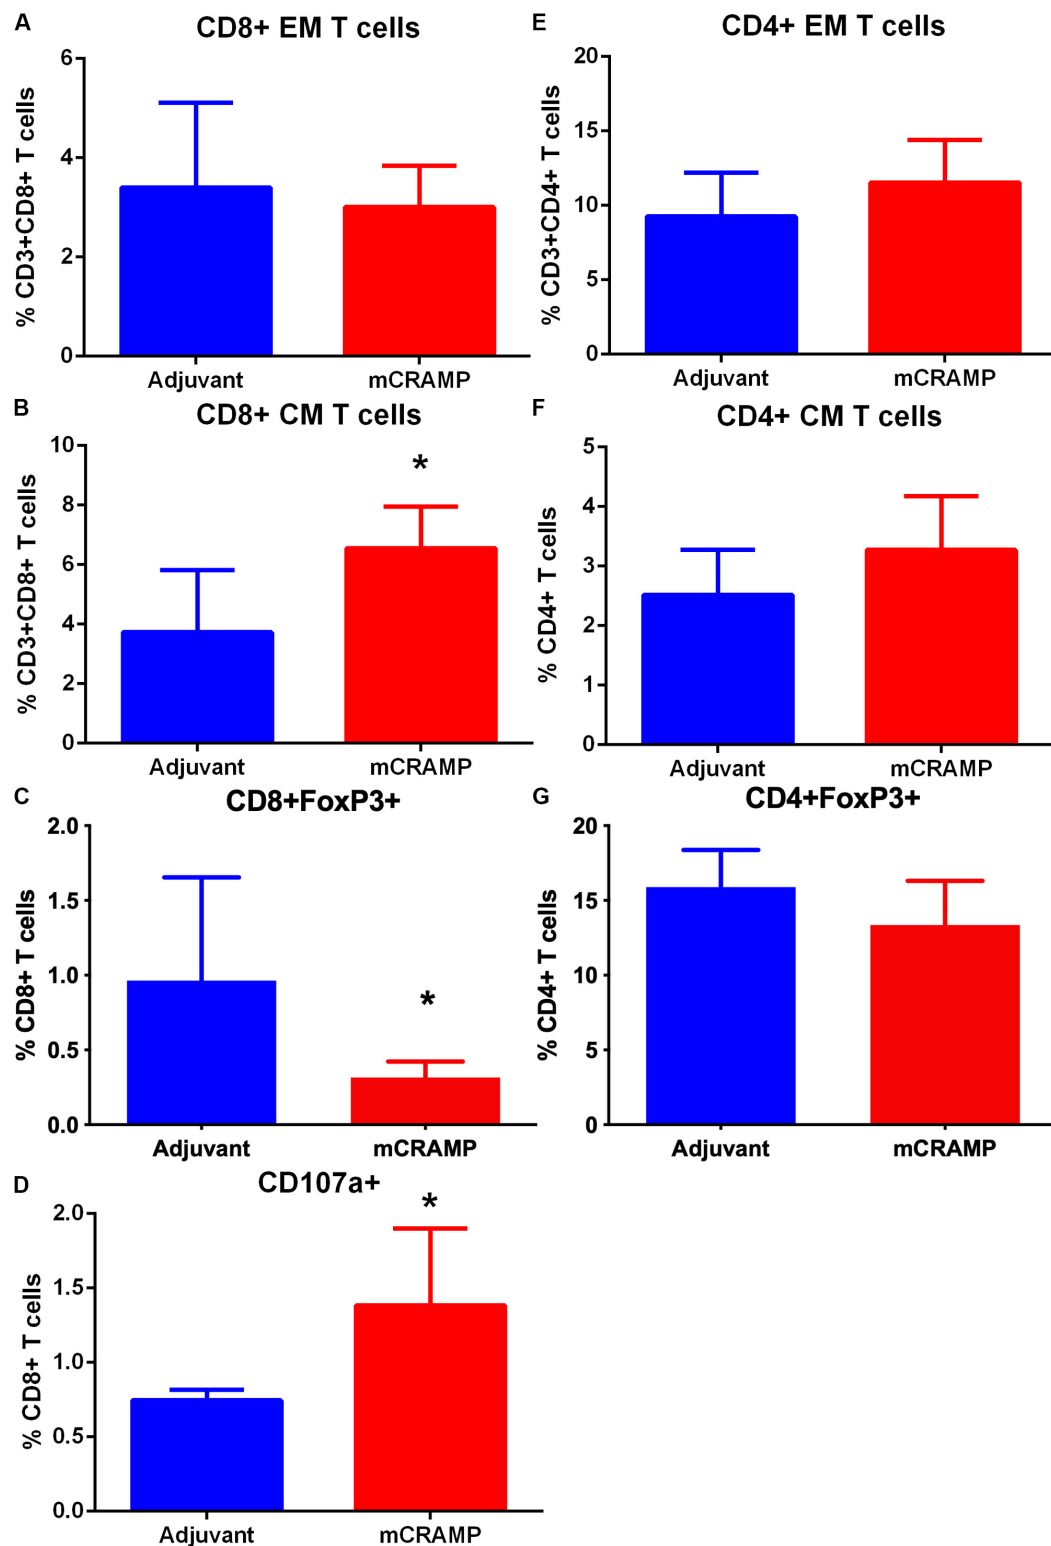 A
CD8+ EM T cells
% CD3+CD8+ T cells
6
4
2
0
Adjuvant
mCRAMP
B
CD8+ CM T cells
% CD3+CD8+ T cells
10
8
6
4
2
0
*
Adjuvant
mCRAMP
C
CD8+FoxP3+
% CD8+ T cells
2.0
1.5
1.0
0.5
0.0
*
Adjuvant
mCRAMP
D
CD107a+
% CD8+ T cells
2.0
1.5
1.0
0.5
0.0
*
Adjuvant
mCRAMP
E
CD4+ EM T cells
% CD3+CD4+ T cells
20
15
10
5
0
Adjuvant
mCRAMP
F
CD4+ CM T cells
% CD4+ T cells
5
4
3
2
1
0
Adjuvant
mCRAMP
G
CD4+FoxP3+
% CD4+ T cells
20
15
10
5
0
Adjuvant
mCRAMP